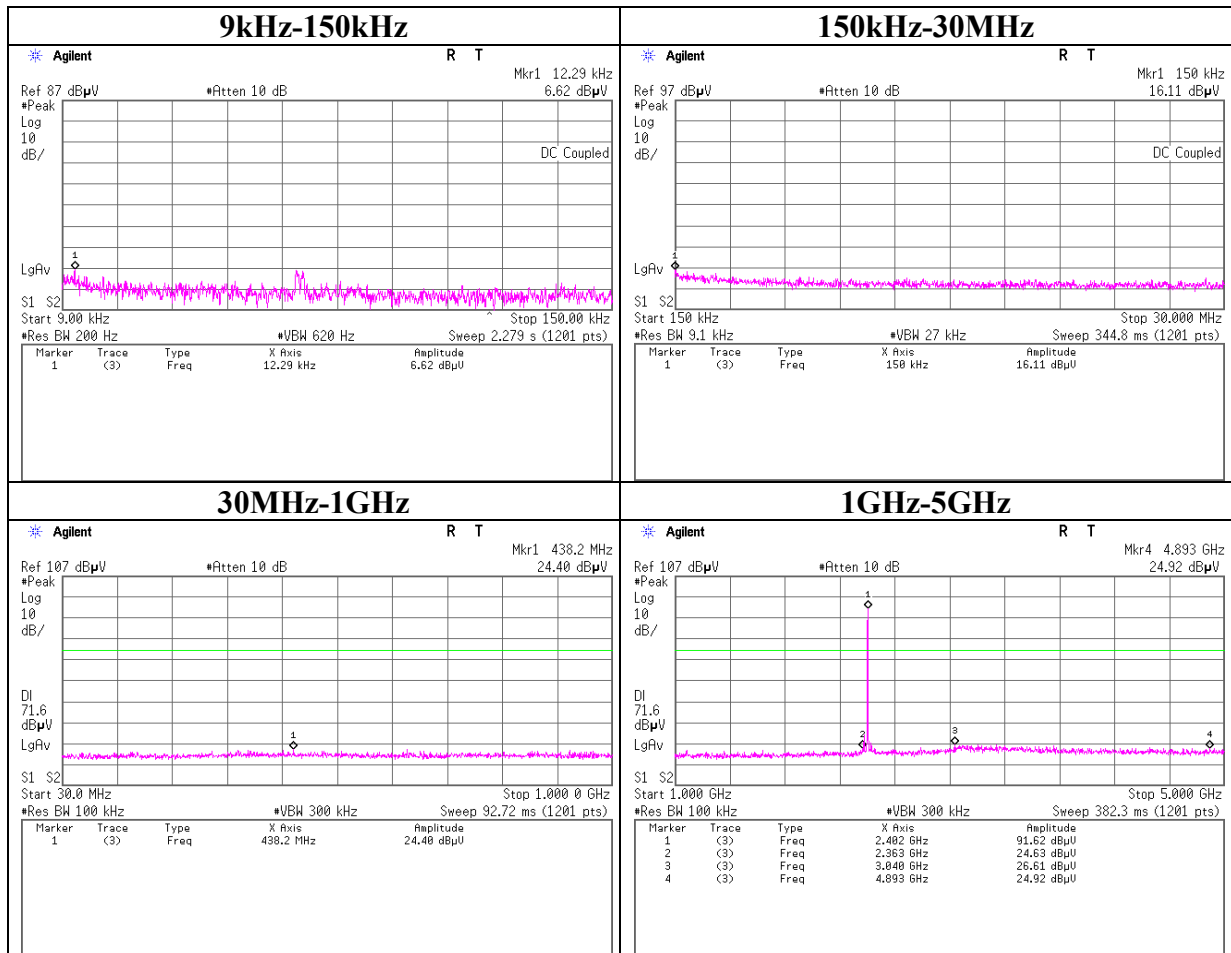 9kHz-150kHz
Agilent
R T
Mkr1 12.29 kHz
Ref 87 dBµV #Atten 10 dB 6.62 dBµV
#Peak
Log
10
dB/
DC Coupled
1
LgAv
S1 S2
Start 9.00 kHz Stop 150.00 kHz
#Res BW 200 Hz #VBW 620 Hz Sweep 2.279 s (1201 pts)
Marker Trace Type X Axis Amplitude
1 (3) Freq 12.29 kHz 6.62 dBµV
150kHz-30MHz
Agilent
R T
Mkr1 150 kHz
Ref 97 dBµV #Atten 10 dB 16.11 dBµV
#Peak
Log
10
dB/
DC Coupled
1
LgAv
S1 S2
Start 150 kHz Stop 30.000 MHz
#Res BW 9.1 kHz #VBW 27 kHz Sweep 344.8 ms (1201 pts)
Marker Trace Type X Axis Amplitude
1 (3) Freq 150 kHz 16.11 dBµV
30MHz-1GHz
Agilent
R T
Mkr1 438.2 MHz
Ref 107 dBµV #Atten 10 dB 24.40 dBµV
#Peak
Log
10
dB/
DI
71.6
dBµV
1
LgAv
S1 S2
Start 30.0 MHz Stop 1.000 0 GHz
#Res BW 100 kHz #VBW 300 kHz Sweep 92.72 ms (1201 pts)
Marker Trace Type X Axis Amplitude
1 (3) Freq 438.2 MHz 24.40 dBµV
1GHz-5GHz
Agilent
R T
Mkr4 4.893 GHz
Ref 107 dBµV #Atten 10 dB 24.92 dBµV
#Peak
1
Log
10
dB/
DI
71.6
dBµV
2 3 4
LgAv
S1 S2
Start 1.000 GHz Stop 5.000 GHz
#Res BW 100 kHz #VBW 300 kHz Sweep 382.3 ms (1201 pts)
Marker Trace Type X Axis Amplitude
1 (3) Freq 2.402 GHz 91.62 dBµV
2 (3) Freq 2.363 GHz 24.63 dBµV
3 (3) Freq 3.040 GHz 26.61 dBµV
4 (3) Freq 4.893 GHz 24.92 dBµV